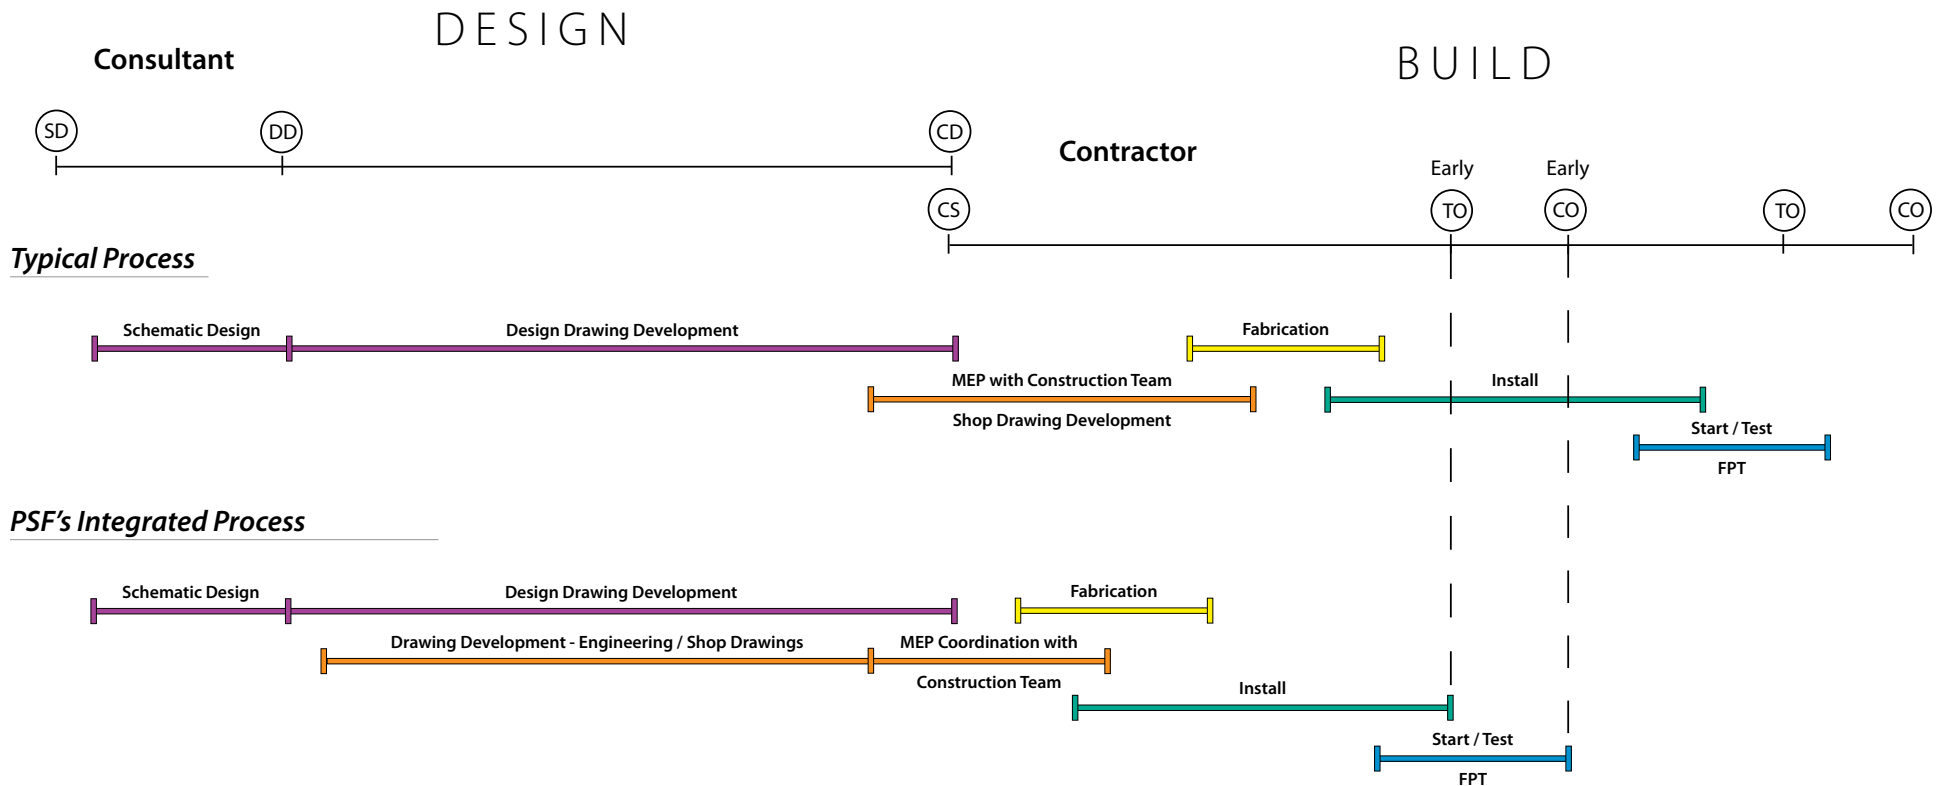 DESIGN
Consultant
BUILD
SD
DD
CD
Contractor
Early
Early
CS
TO
CO
TO
CO
Typical Process
Schematic Design
Design Drawing Development
Fabrication
MEP with Construction Team
Shop Drawing Development
Install
Start / Test
FPT
PSF’s Integrated Process
Schematic Design
Design Drawing Development
Fabrication
Drawing Development - Engineering / Shop Drawings
MEP Coordination with
Construction Team
Install
Start / Test
FPT